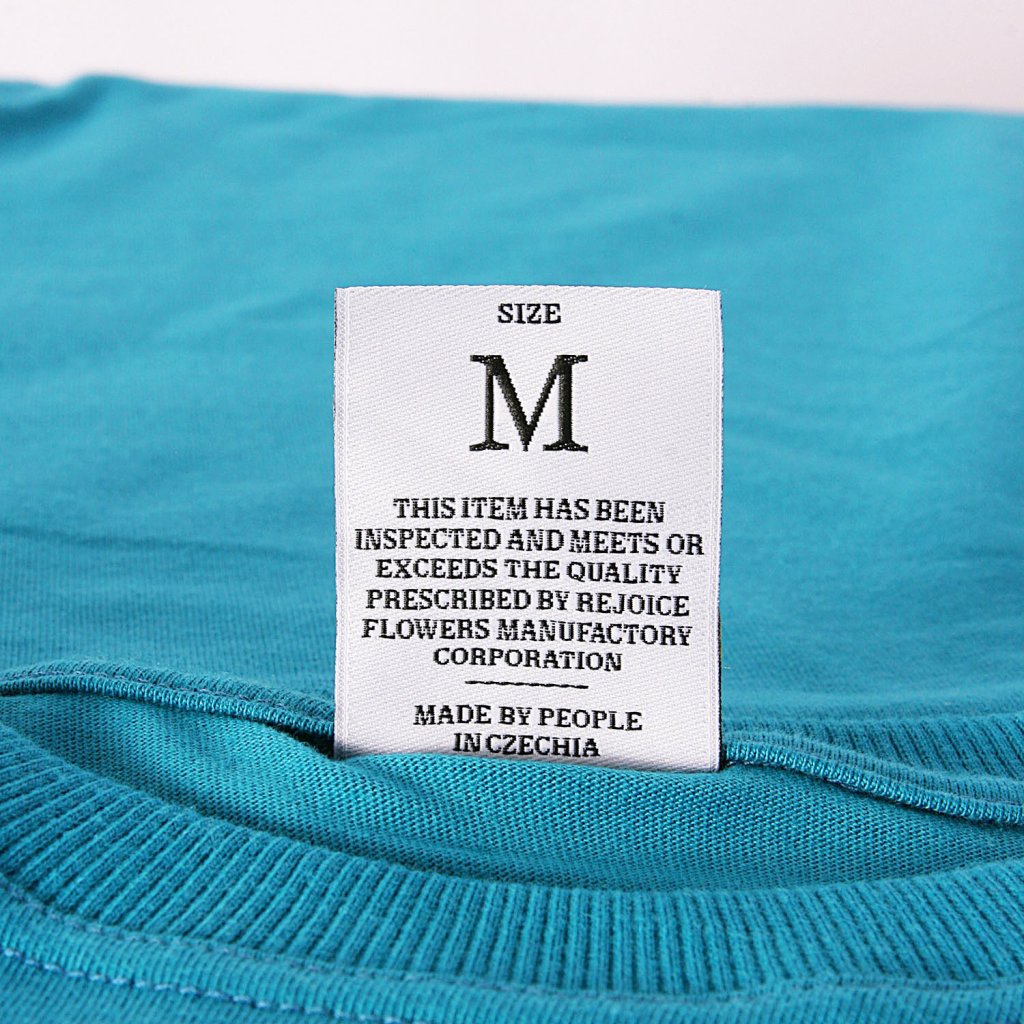 SIZE
M
THIS ITEM HAS BEEN
INSPECTED AND MEETS OR
EXCEEDS THE QUALITY
PRESCRIBED BY REJOICE
FLOWERS MANUFACTORY
CORPORATION
MADE BY PEOPLE
IN CZECHIA